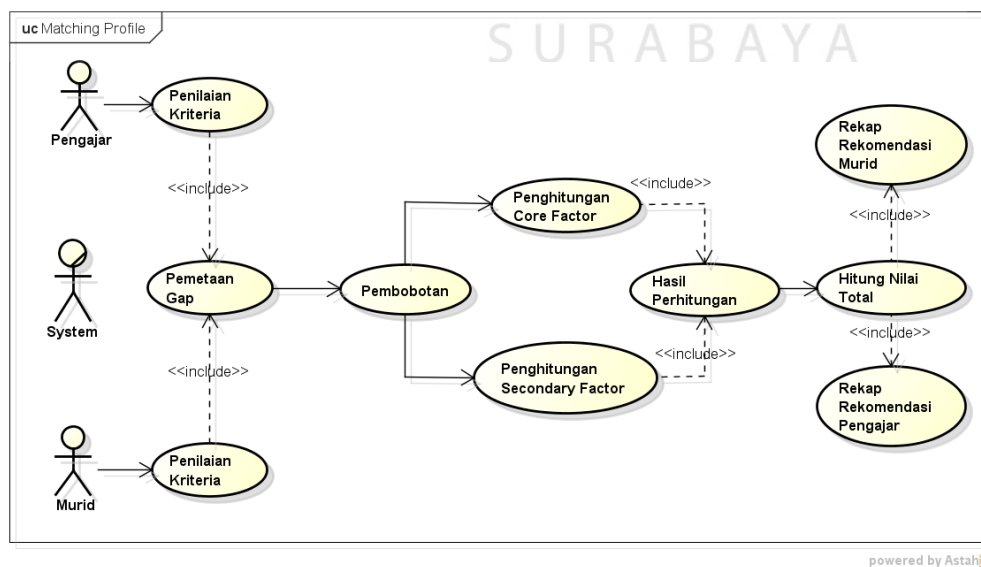 uc Matching Profile
SURABAYA
Pengajar
Penilaian
Kriteria
<<include>>
System
Pemetaan
Gap
<<include>>
Murid
Penilaian
Kriteria
Pembobotan
Penghitungan
Core Factor
<<include>>
Penghitungan
Secondary Factor
<<include>>
Hasil
Perhitungan
Rekap
Rekomendasi
Murid
<<include>>
Hitung Nilai
Total
<<include>>
Rekap
Rekomendasi
Pengajar
powered by Astah